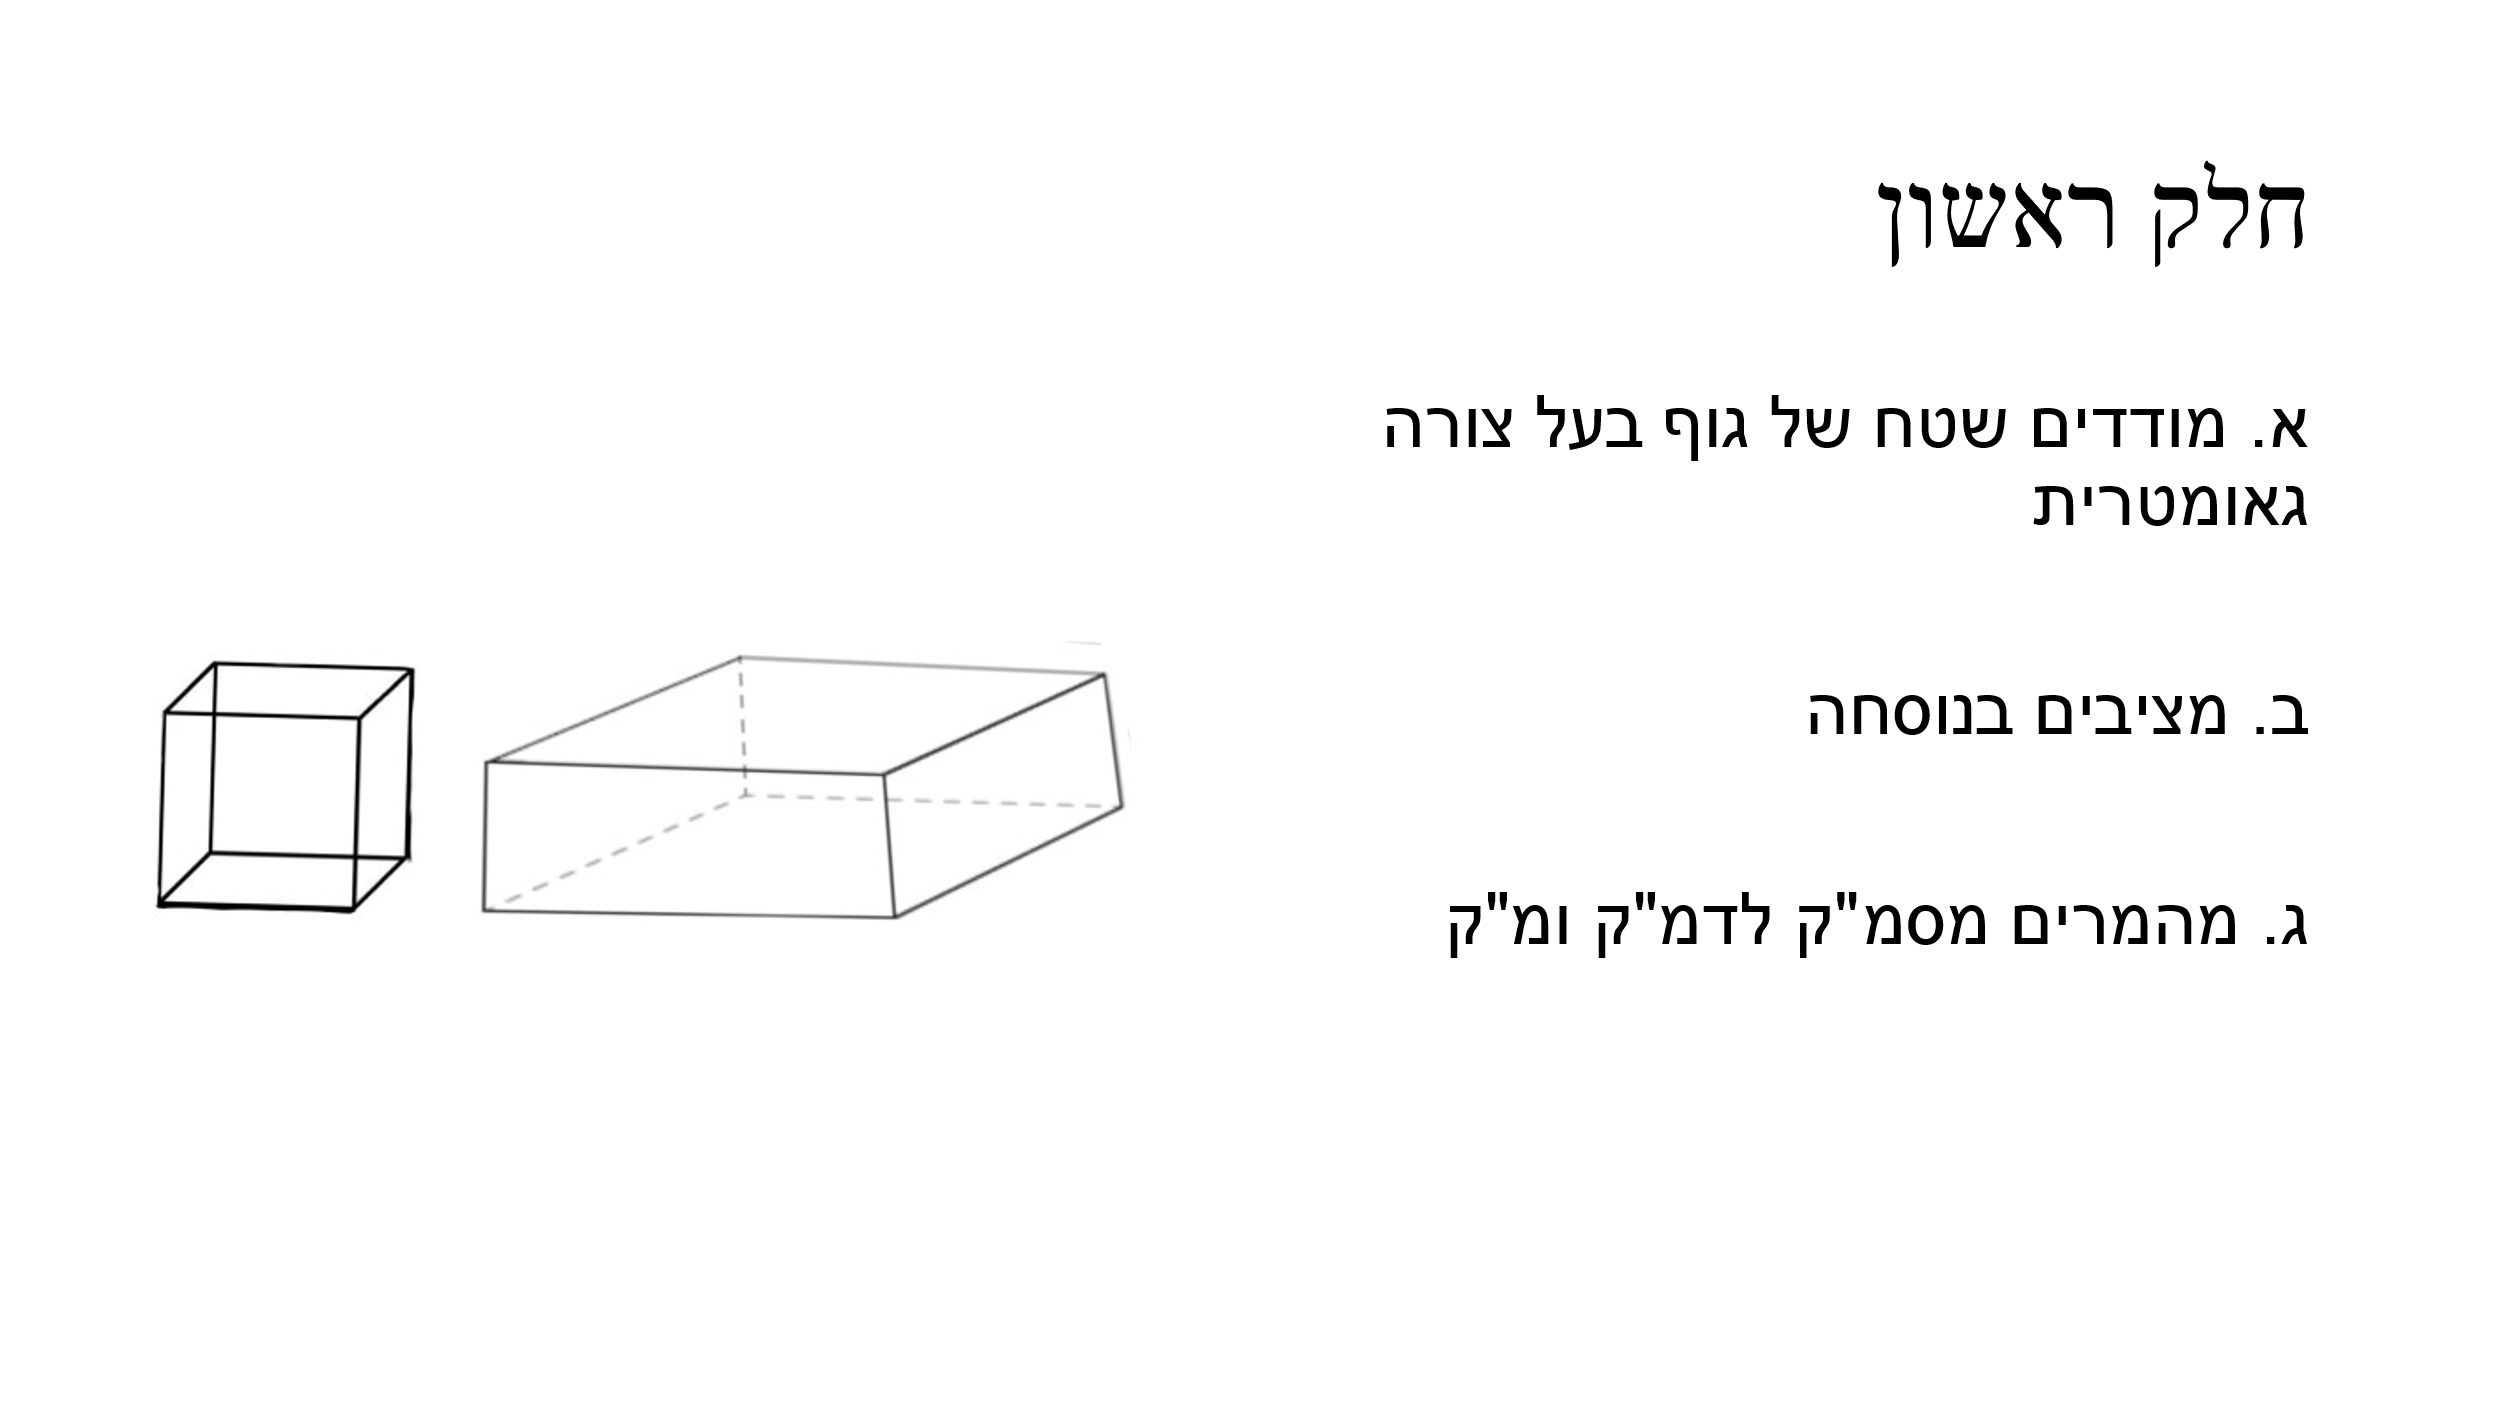 חלק ראשון
א. מודדים שטח של גוף בעל צורה
גאומטרית
ב. מציבים בנוסחה
ג. מהמרים מסמ"ק לדמ"ק ומ"ק